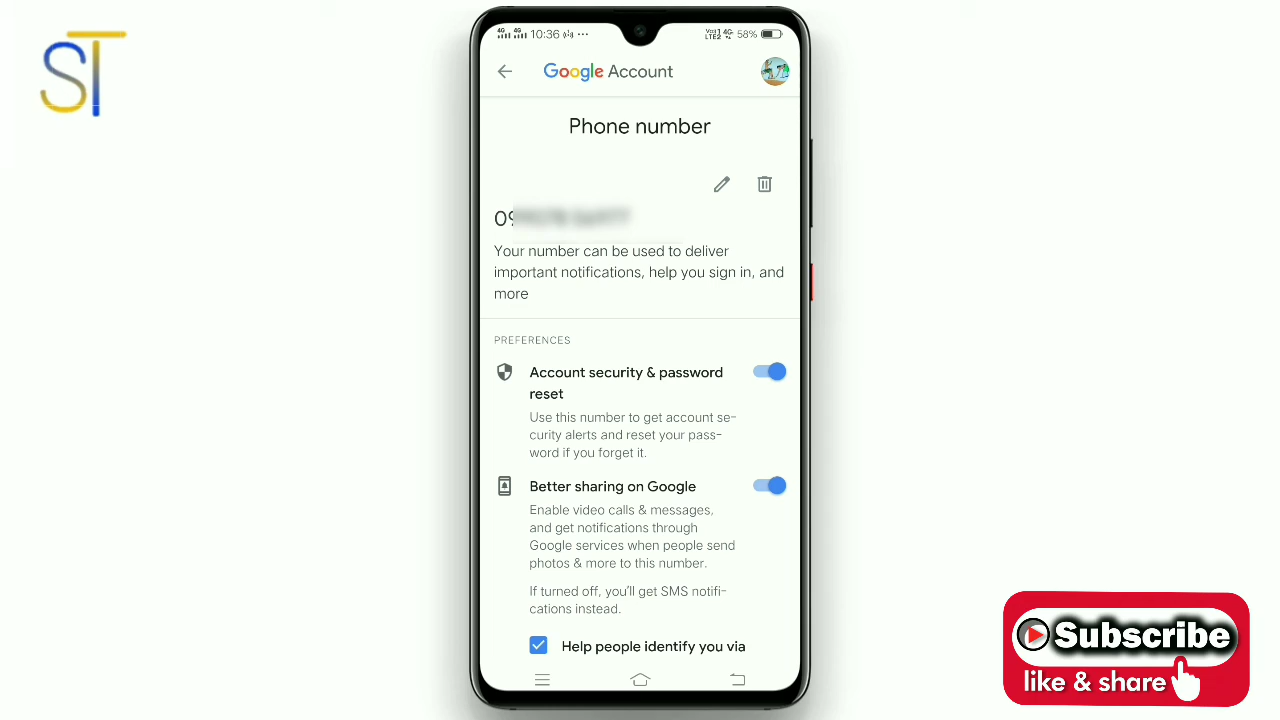 ST
10:36 ...
58%
Google Account
Phone number
09
Your number can be used to deliver
important notifications, help you sign in, and
more
PREFERENCES
Account security & password
reset
Use this number to get account se-
curity alerts and reset your pass-
word if you forget it.
Better sharing on Google
Enable video calls & messages,
and get notifications through
Google services when people send
photos & more to this number.
If turned off, you'll get SMS notifi-
cations instead.
Help people identify you via
Subscribe
like & share